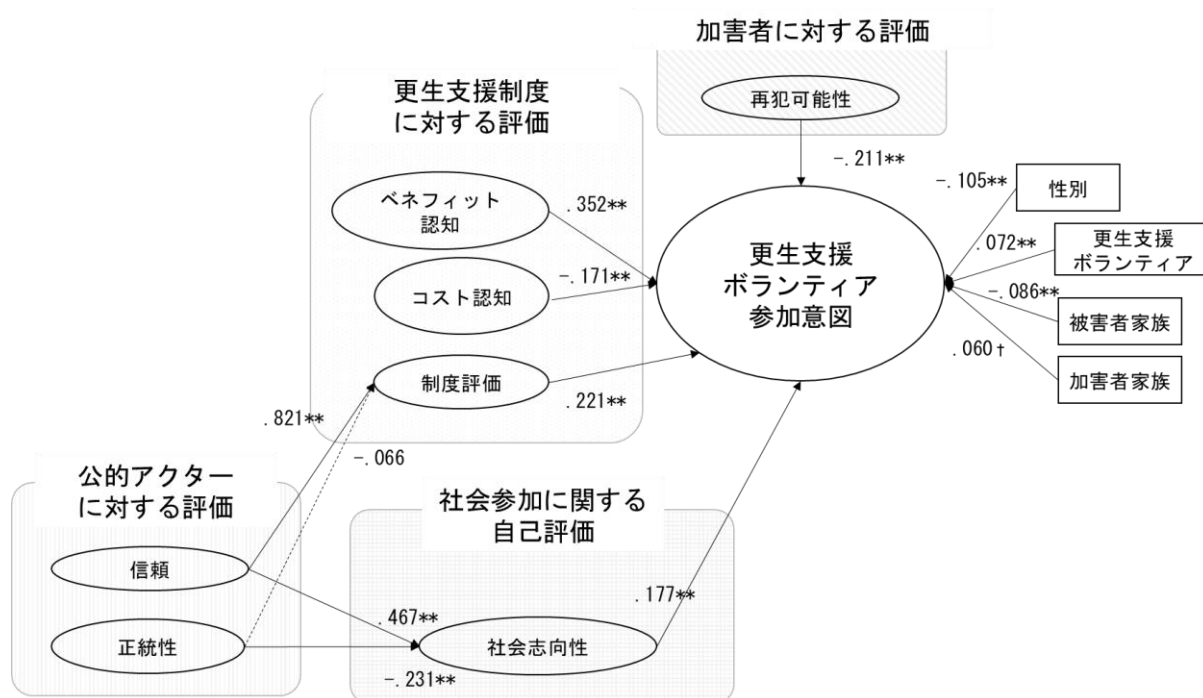 加害者に対する評価
再犯可能性
更生支援制度
に対する評価
-.211**
-.105**
性別
ベネフィット
認知
.352**
.072**
更生支援
ボランティア
更生支援
ボランティア
参加意図
コスト認知
-.171**
-.086**
被害者家族
.060†
加害者家族
制度評価
.221**
.821**
-.066
公的アクター
に対する評価
社会参加に関する
自己評価
信頼
.467**
.177**
正統性
社会志向性
-.231**